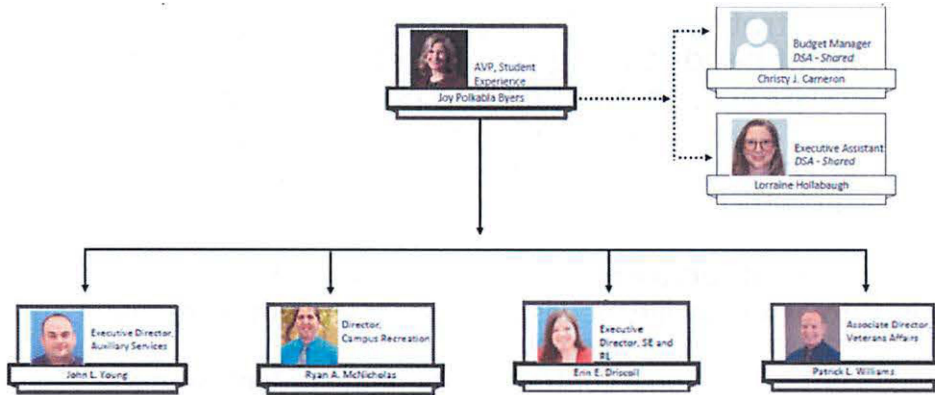 Budget Manager
DSA - Shared
Christy J. Cameron
AVP, Student
Experience
Joy Polkabla Byers
Executive Assistant
DSA - Shared
Lorraine Hollabaugh
Executive Director,
Auxiliary Services
John L. Young
Director,
Campus Recreation
Ryan A. McNicholas
Executive
Director, SE and
RL
Erin E. Driscoll
Associate Director,
Veterans Affairs
Patrick L. Williams